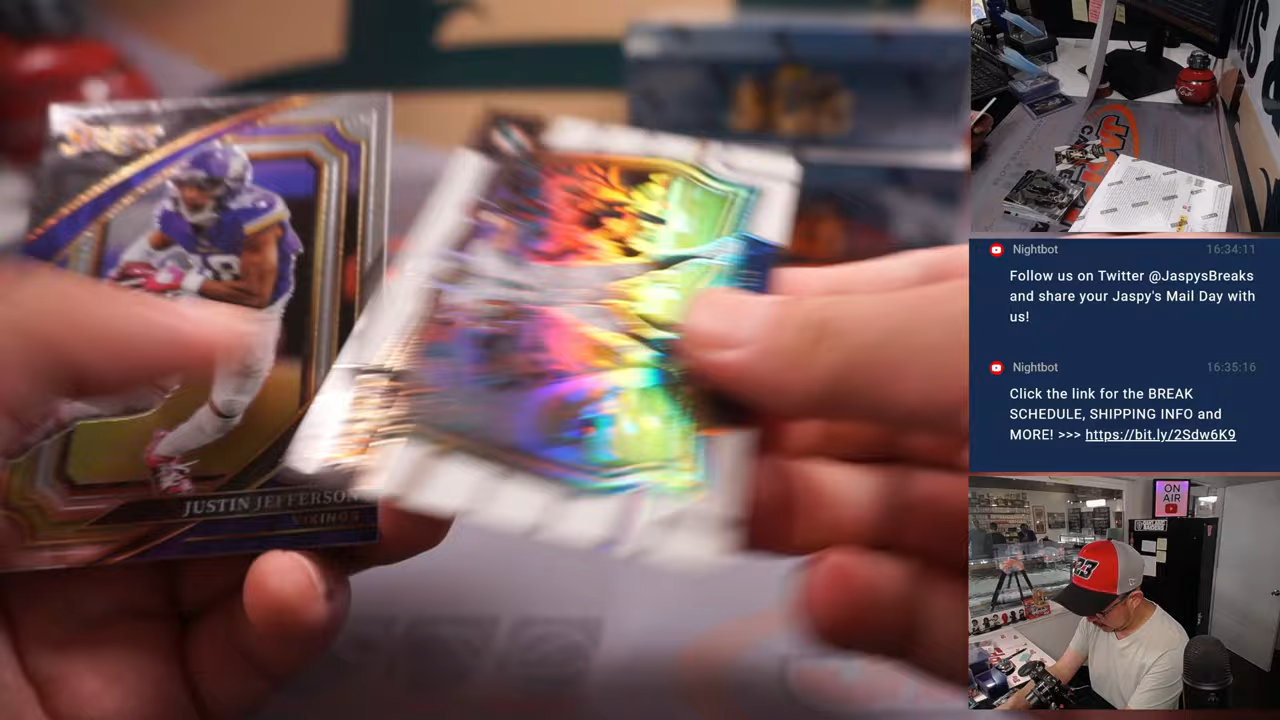 SELECT
JUSTIN JEFFERSON
VIKINGS
Nightbot
16:34:11
Follow us on Twitter @JaspysBreaks
and share your Jaspy's Mail Day with
us!
Nightbot
16:35:16
Click the link for the BREAK
SCHEDULE, SHIPPING INFO and
MORE! >>> https://bit.ly/2Sdw6K9
ON
AIR